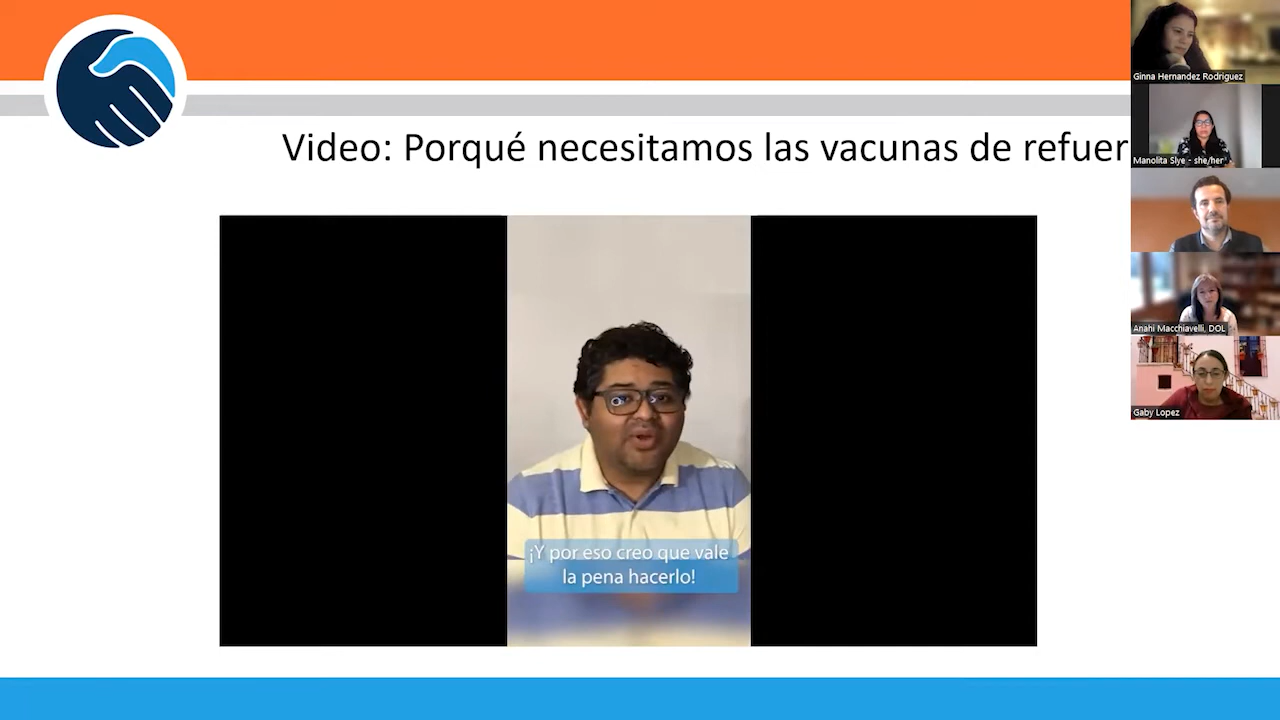 Video: Porqué necesitamos las vacunas de refuer
¡Y por eso creo que vale
la pena hacerlo!
Ginna Hernandez Rodriguez
Manolita Slye - she/her
Anahi Macchiavelli, DOL
Gaby Lopez